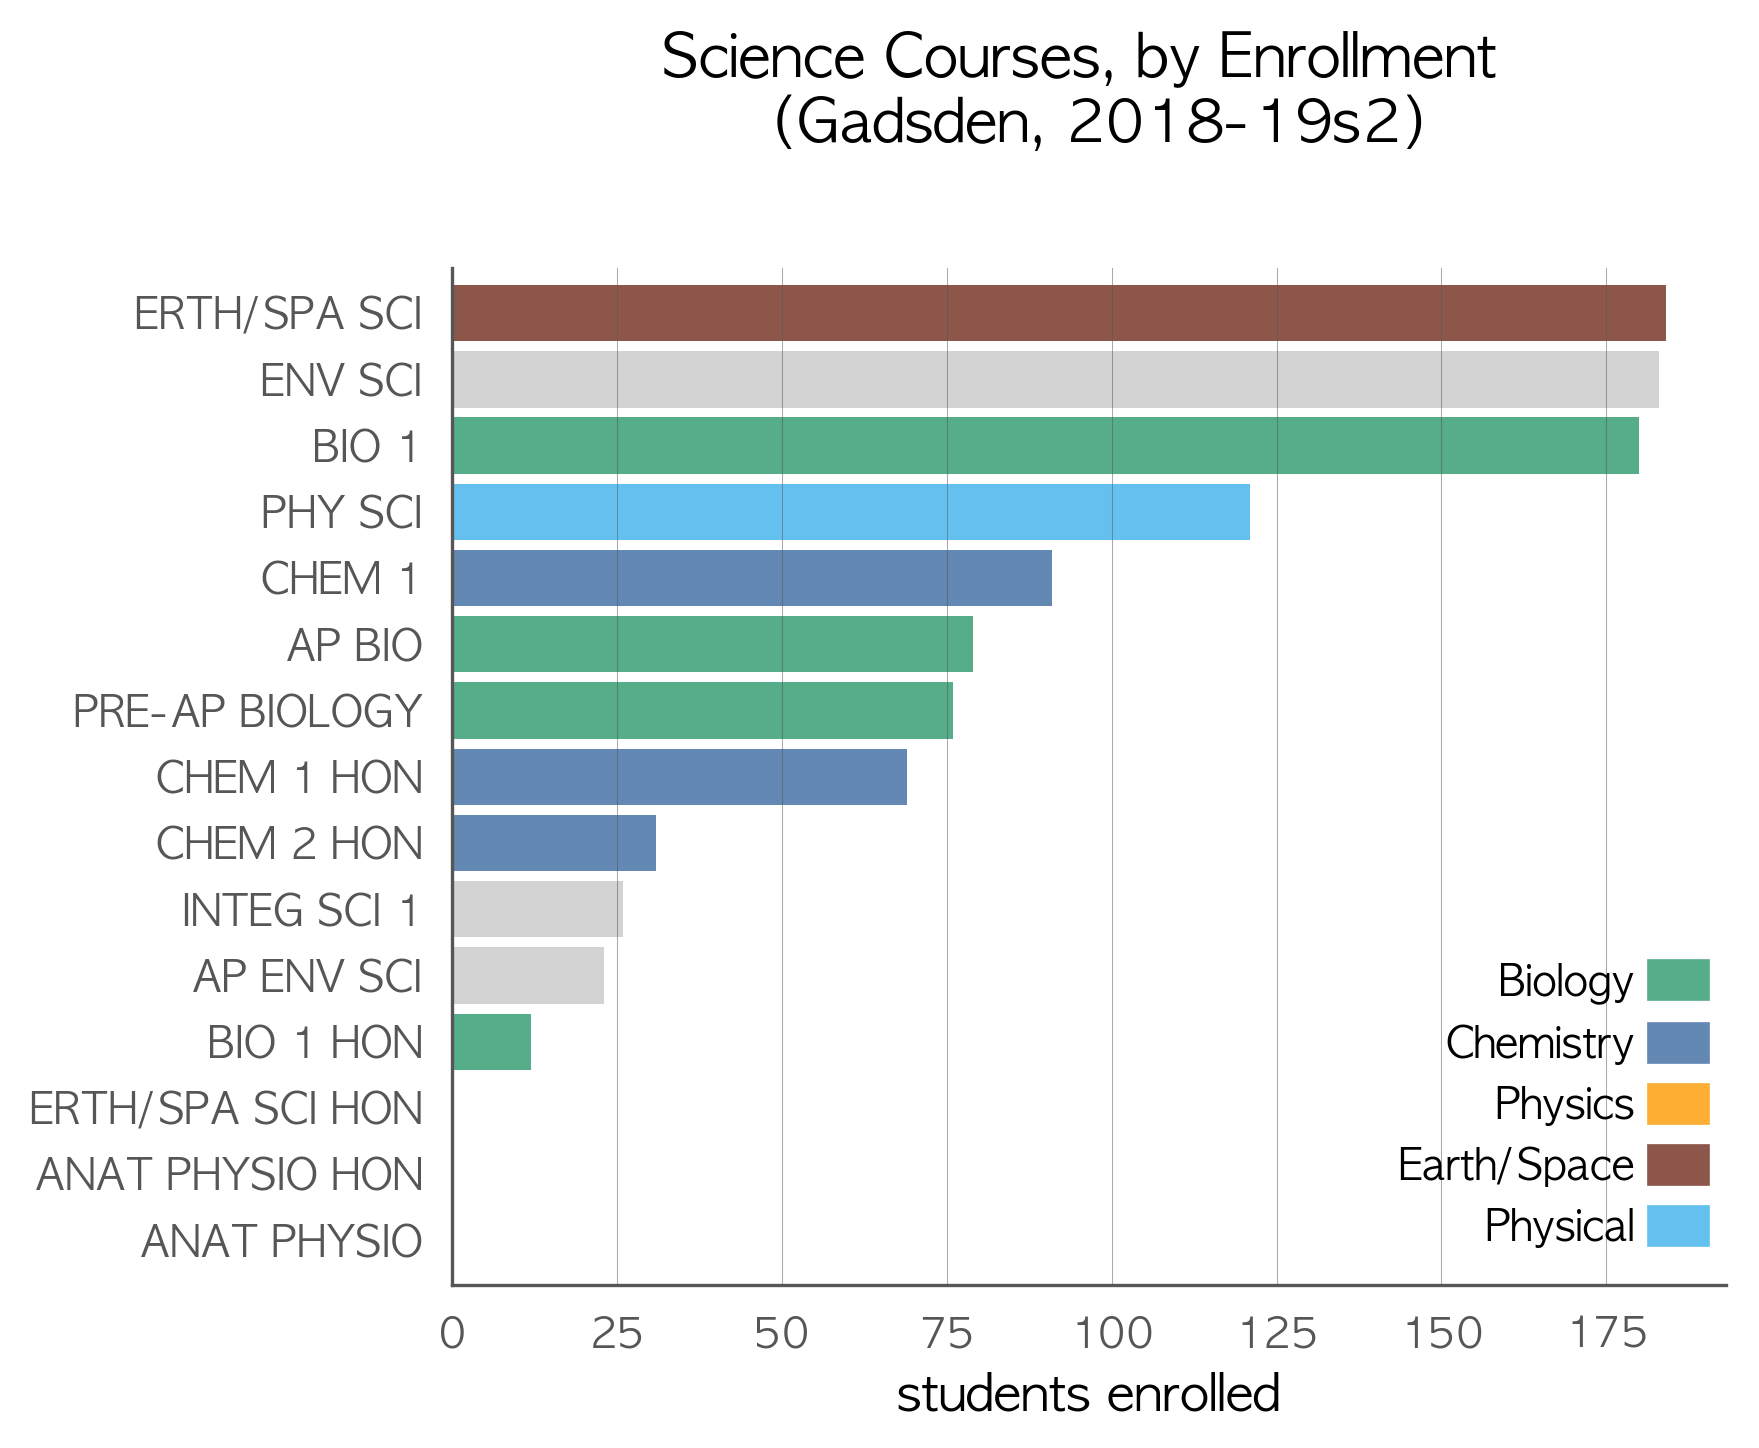 Science Courses, by Enrollment
(Gadsden, 2018-19s2)
ERTH/SPA SCI
ENV SCI
BIO 1
PHY SCI
CHEM 1
AP BIO
PRE-AP BIOLOGY
CHEM 1 HON
CHEM 2 HON
INTEG SCI 1
AP ENV SCI
BIO 1 HON
ERTH/SPA SCI HON
ANAT PHYSIO HON
ANAT PHYSIO
Biology
Chemistry
Physics
Earth/Space
Physical
0 25 50 75 100 125 150 175
students enrolled